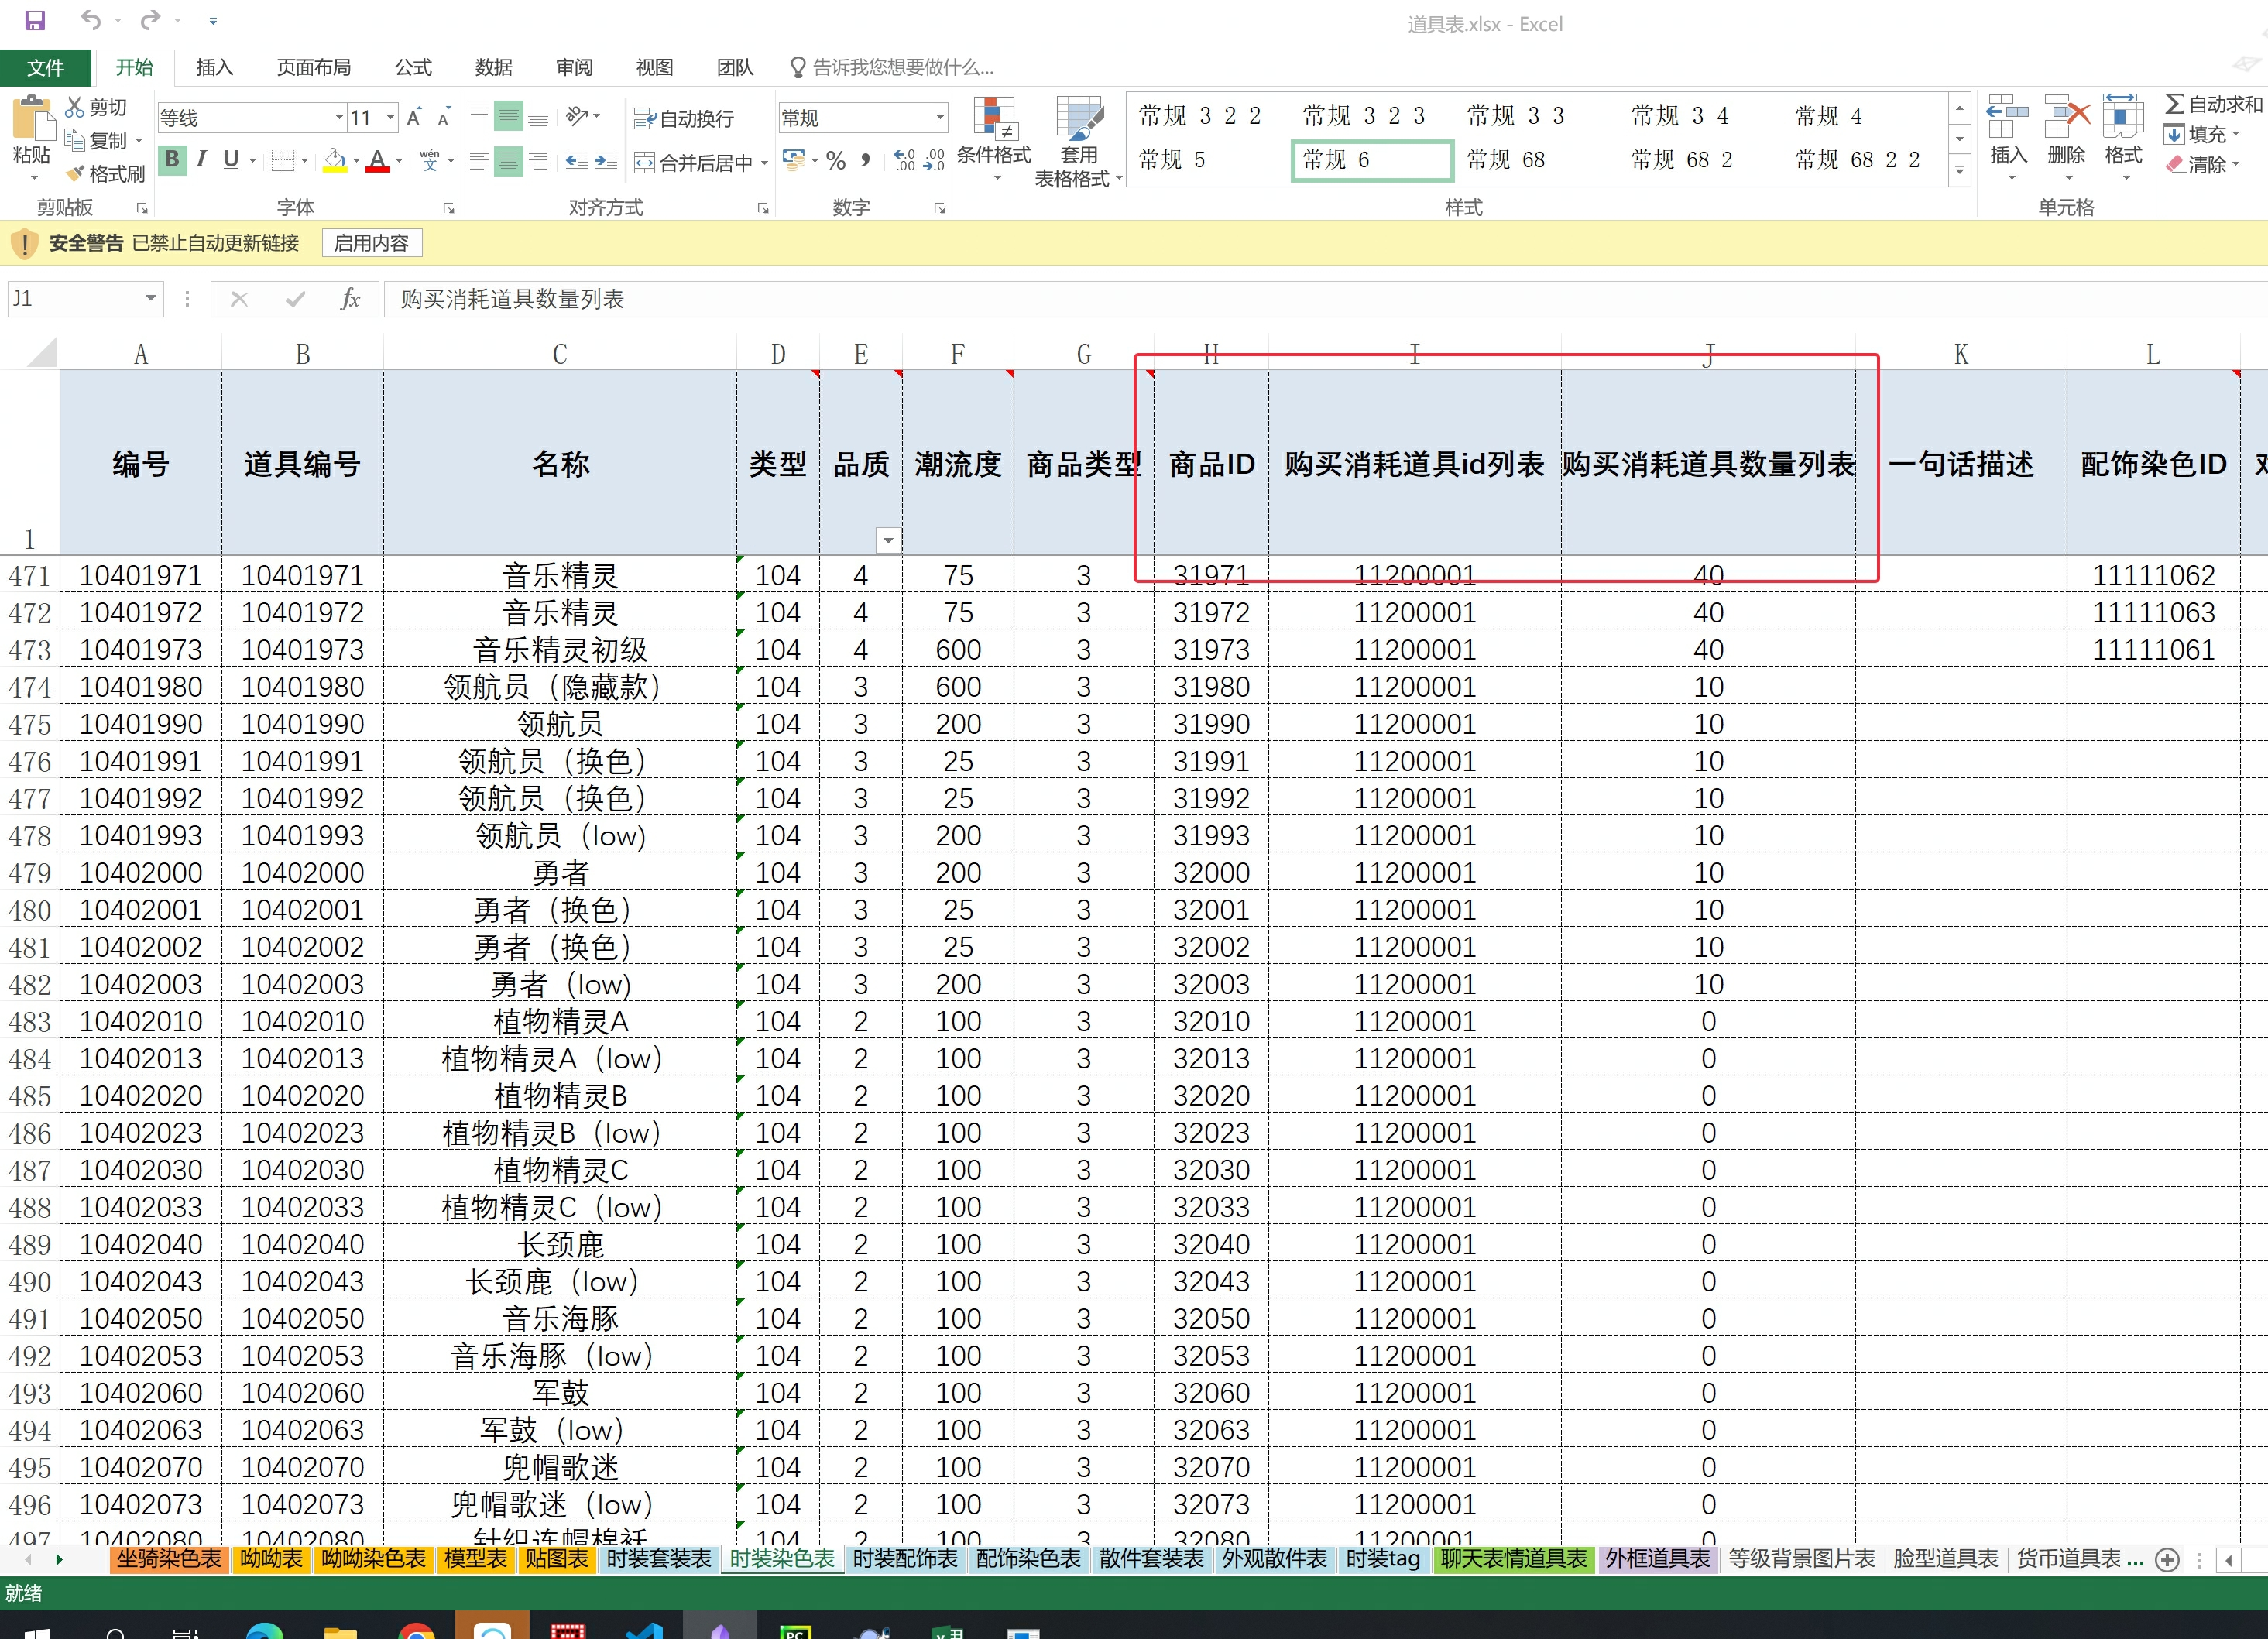 道具表.xlsx - Excel
文件 开始 插入 页面布局 公式 数据 审阅 视图 团队 告诉我您想要做什么...
粘贴 剪切 复制 格式刷 剪贴板
等线 11 B I U A wén 文 字体
自动换行 合并后居中 对齐方式
常规 % 数字
条件格式 套用 表格格式
常规 3 2 2 常规 3 2 3 常规 3 3 常规 3 4 常规 4
常规 5 常规 6 常规 68 常规 68 2 常规 68 2 2
样式
插入 删除 格式 单元格
自动求和 填充 清除
安全警告 已禁止自动更新链接 启用内容
J1 fx 购买消耗道具数量列表
A B C D E F G H I J K L
1 编号 道具编号 名称 类型 品质 潮流度 商品类型 商品ID 购买消耗道具id列表 购买消耗道具数量列表 一句话描述 配饰染色ID
471 10401971 10401971 音乐精灵 104 4 75 3 31971 11200001 40 11111062
472 10401972 10401972 音乐精灵 104 4 75 3 31972 11200001 40 11111063
473 10401973 10401973 音乐精灵初级 104 4 600 3 31973 11200001 40 11111061
474 10401980 10401980 领航员（隐藏款） 104 3 600 3 31980 11200001 10
475 10401990 10401990 领航员 104 3 200 3 31990 11200001 10
476 10401991 10401991 领航员（换色） 104 3 25 3 31991 11200001 10
477 10401992 10401992 领航员（换色） 104 3 25 3 31992 11200001 10
478 10401993 10401993 领航员（low) 104 3 200 3 31993 11200001 10
479 10402000 10402000 勇者 104 3 200 3 32000 11200001 10
480 10402001 10402001 勇者（换色） 104 3 25 3 32001 11200001 10
481 10402002 10402002 勇者（换色） 104 3 25 3 32002 11200001 10
482 10402003 10402003 勇者（low) 104 3 200 3 32003 11200001 10
483 10402010 10402010 植物精灵A 104 2 100 3 32010 11200001 0
484 10402013 10402013 植物精灵A（low） 104 2 100 3 32013 11200001 0
485 10402020 10402020 植物精灵B 104 2 100 3 32020 11200001 0
486 10402023 10402023 植物精灵B（low） 104 2 100 3 32023 11200001 0
487 10402030 10402030 植物精灵C 104 2 100 3 32030 11200001 0
488 10402033 10402033 植物精灵C（low） 104 2 100 3 32033 11200001 0
489 10402040 10402040 长颈鹿 104 2 100 3 32040 11200001 0
490 10402043 10402043 长颈鹿（low） 104 2 100 3 32043 11200001 0
491 10402050 10402050 音乐海豚 104 2 100 3 32050 11200001 0
492 10402053 10402053 音乐海豚（low） 104 2 100 3 32053 11200001 0
493 10402060 10402060 军鼓 104 2 100 3 32060 11200001 0
494 10402063 10402063 军鼓（low） 104 2 100 3 32063 11200001 0
495 10402070 10402070 兜帽歌迷 104 2 100 3 32070 11200001 0
496 10402073 10402073 兜帽歌迷（low） 104 2 100 3 32073 11200001 0
497 10402080 10402080 针织连帽棉袄 104 2 100 3 32080 11200001 0
坐骑染色表 呦呦表 呦呦染色表 模型表 贴图表 时装套装表 时装染色表 时装配饰表 配饰染色表 散件套装表 外观散件表 时装tag 聊天表情道具表 外框道具表 等级背景图片表 脸型道具表 货币道具表 ...
就绪
PC